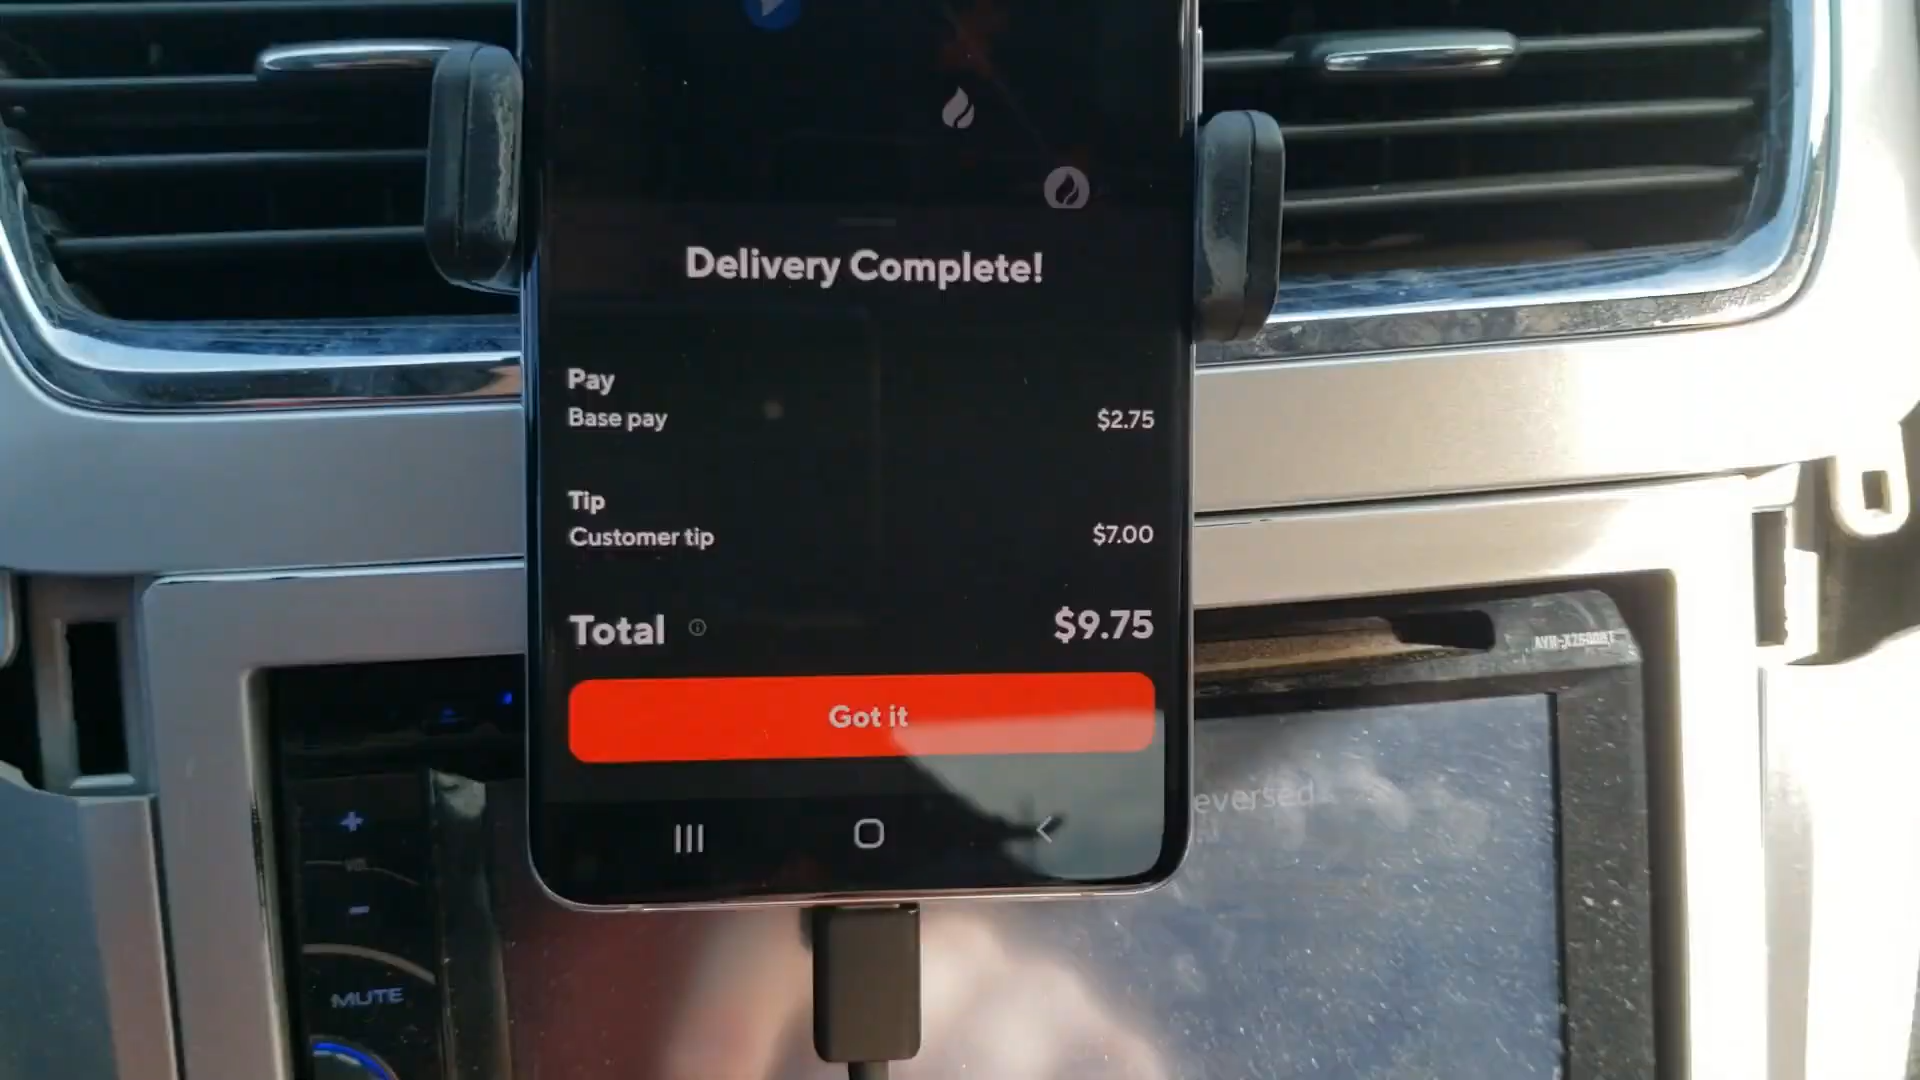 Delivery Complete!
Pay
Base pay $2.75
Tip
Customer tip $7.00
Total $9.75
Got it
eversed
MUTE